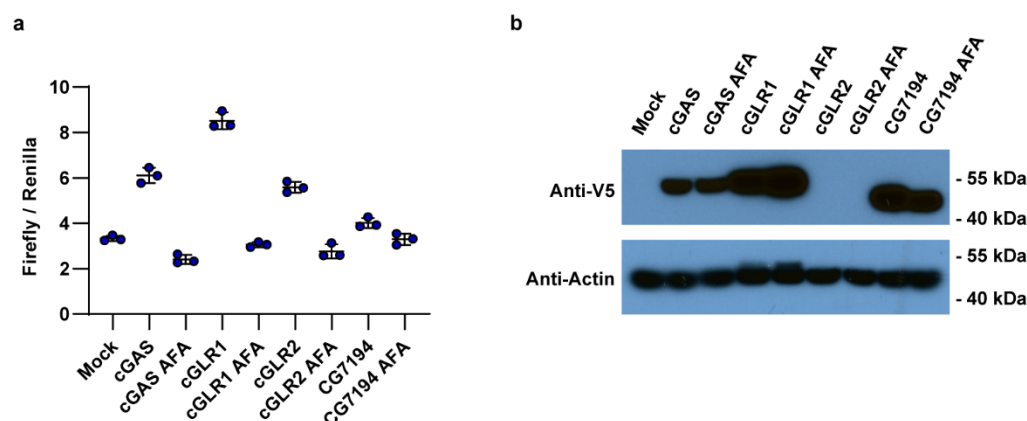 a
Firefly / Renilla
10
8
6
4
2
0
Mock
cGAS
cGAS AFA
cGLR1
cGLR1 AFA
cGLR2
cGLR2 AFA
CG7194
CG7194 AFA
b
Mock
cGAS
cGAS AFA
cGLR1
cGLR1 AFA
cGLR2
cGLR2 AFA
CG7194
CG7194 AFA
Anti-V5
- 55 kDa
- 40 kDa
Anti-Actin
- 55 kDa
- 40 kDa